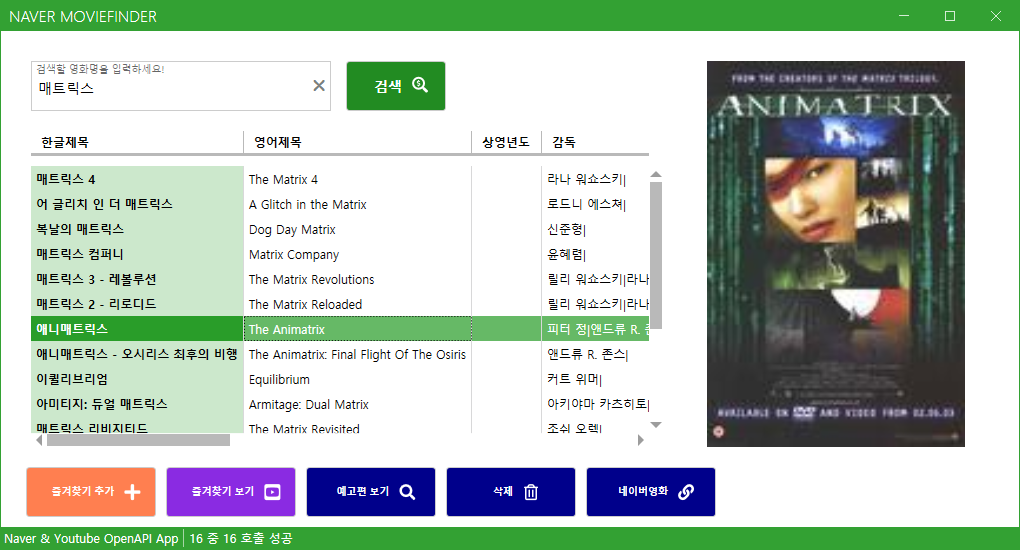 NAVER MOVIEFINDER
검색할 영화명을 입력하세요!
매트릭스
검색
한글제목 영어제목 상영년도 감독
매트릭스 4 The Matrix 4 라나 워쇼스키|
어 글리치 인 더 매트릭스 A Glitch in the Matrix 로드니 에스쳐|
복날의 매트릭스 Dog Day Matrix 신준형|
매트릭스 컴퍼니 Matrix Company 윤혜렴|
매트릭스 3 - 레볼루션 The Matrix Revolutions 릴리 워쇼스키|라나
매트릭스 2 - 리로디드 The Matrix Reloaded 릴리 워쇼스키|라나
애니매트릭스 The Animatrix 피터 정|앤드류 R. 존
애니매트릭스 - 오시리스 최후의 비행 The Animatrix: Final Flight Of The Osiris 앤드류 R. 존스|
이퀼리브리엄 Equilibrium 커트 위머|
아미티지: 듀얼 매트릭스 Armitage: Dual Matrix 아키야마 카츠히토|
매트릭스 리비지티드 The Matrix Revisited 조쉬 오렉|
FROM THE CREATORS OF THE MATRIX TRILOGY.
ANIMATRIX
AVAILABLE ON DVD AND VIDEO FROM 02.06.03
즐겨찾기 추가 즐겨찾기 보기 예고편 보기 삭제 네이버영화
Naver & Youtube OpenAPI App 16 중 16 호출 성공